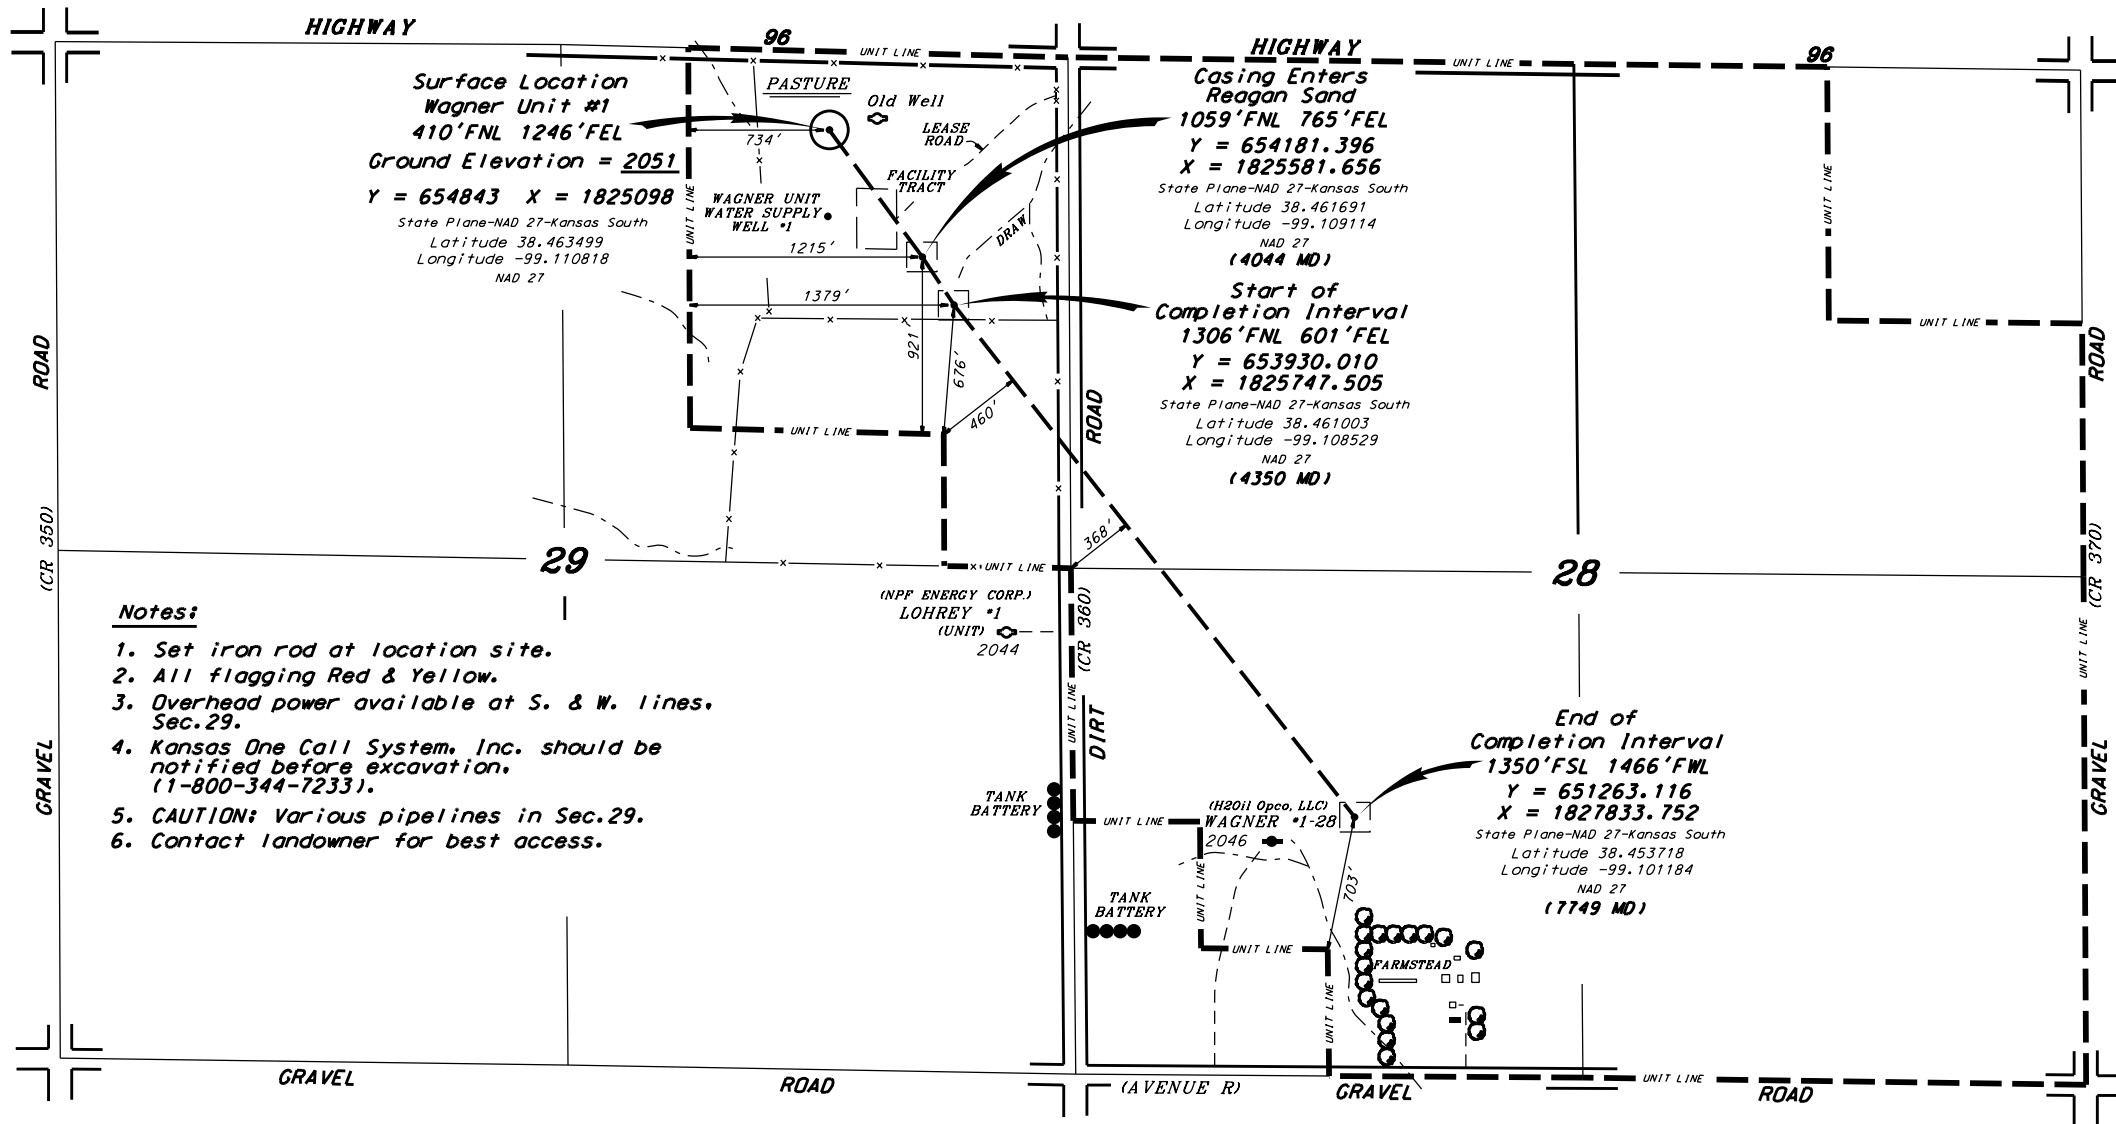 HIGHWAY
96
UNIT LINE
HIGHWAY
UNIT LINE
96
Surface Location
Wagner Unit #1
410'FNL 1246'FEL
Ground Elevation = 2051
Y = 654843 X = 1825098
State Plane-NAD 27-Kansas South
Latitude 38.463499
Longitude -99.110818
NAD 27
PASTURE
Old Well
734'
LEASE
ROAD
FACILITY
TRACT
WAGNER UNIT
WATER SUPPLY
WELL #1
UNIT LINE
DRAW
1215'
1379'
921'
676'
460'
UNIT LINE
Casing Enters
Reagan Sand
1059'FNL 765'FEL
Y = 654181.396
X = 1825581.656
State Plane-NAD 27-Kansas South
Latitude 38.461691
Longitude -99.109114
NAD 27
(4044 MD)
Start of
Completion Interval
1306'FNL 601'FEL
Y = 653930.010
X = 1825747.505
State Plane-NAD 27-Kansas South
Latitude 38.461003
Longitude -99.108529
NAD 27
(4350 MD)
UNIT LINE
UNIT LINE
ROAD
ROAD
ROAD
(CR 350)
(CR 370)
368'
29
28
UNIT LINE
(NPF ENERGY CORP.)
LOHREY #1
(UNIT)
2044
(CR 360)
UNIT LINE
UNIT LINE
DIRT
GRAVEL
GRAVEL
Notes:
1. Set iron rod at location site.
2. All flagging Red & Yellow.
3. Overhead power available at S. & W. lines,
Sec.29.
4. Kansas One Call System, Inc. should be
notified before excavation,
(1-800-344-7233).
5. CAUTION: Various pipelines in Sec.29.
6. Contact landowner for best access.
End of
Completion Interval
1350'FSL 1466'FWL
Y = 651263.116
X = 1827833.752
State Plane-NAD 27-Kansas South
Latitude 38.453718
Longitude -99.101184
NAD 27
(7749 MD)
TANK
BATTERY
UNIT LINE
(H2Oil Opco, LLC)
WAGNER #1-28
2046
UNIT LINE
703'
TANK
BATTERY
UNIT LINE
FARMSTEAD
UNIT LINE
GRAVEL
ROAD
(AVENUE R)
GRAVEL
UNIT LINE
ROAD